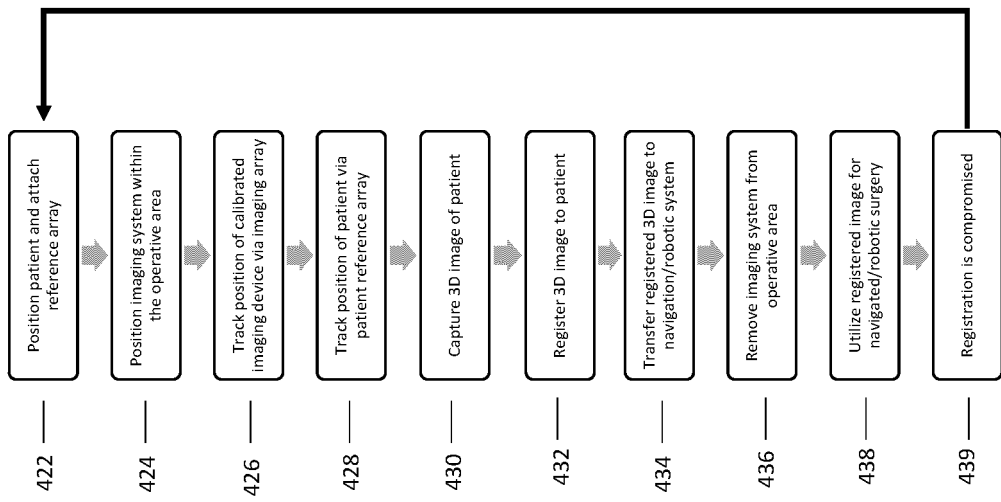 422
Position patient and attach
reference array
424
Position imaging system within
the operative area
426
Track position of calibrated
imaging device via imaging array
428
Track position of patient via
patient reference array
430
Capture 3D image of patient
432
Register 3D image to patient
434
Transfer registered 3D image to
navigation/robotic system
436
Remove imaging system from
operative area
438
Utilize registered image for
navigated/robotic surgery
439
Registration is compromised